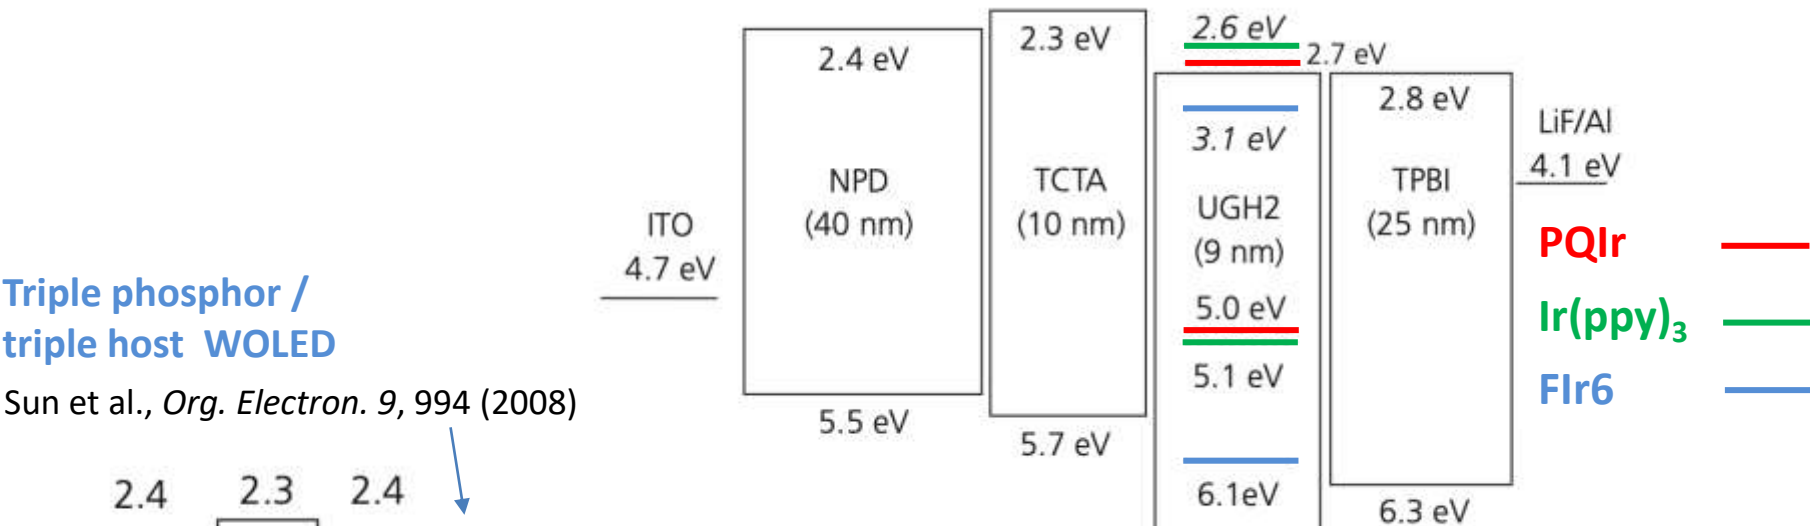 2.4 eV
2.3 eV
2.6 eV
2.7 eV
2.8 eV
3.1 eV
LiF/Al
4.1 eV
NPD
(40 nm)
TCTA
(10 nm)
UGH2
(9 nm)
TPBI
(25 nm)
ITO
4.7 eV
PQIr
Ir(ppy)3
FIr6
5.0 eV
5.1 eV
6.1eV
5.5 eV
5.7 eV
6.3 eV
Triple phosphor /
triple host WOLED
Sun et al., Org. Electron. 9, 994 (2008)
2.4 2.3 2.4